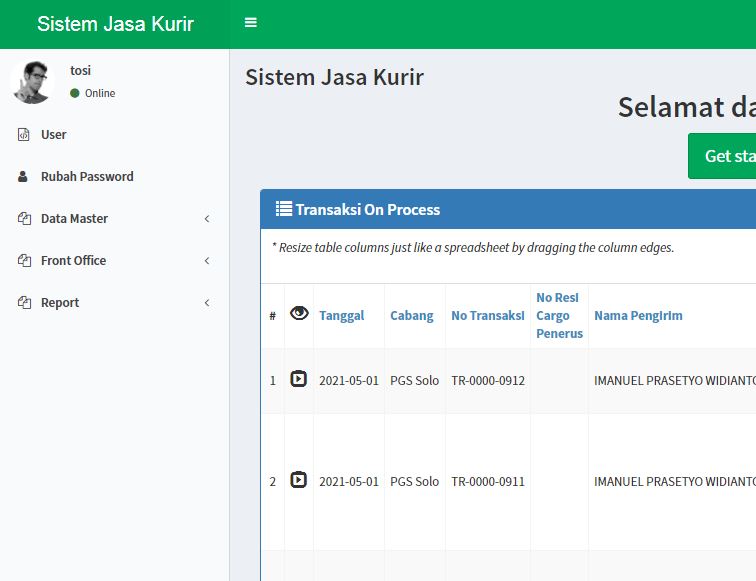 Sistem Jasa Kurir
tosi
Online
User
Rubah Password
Data Master
Front Office
Report
Sistem Jasa Kurir
Selamat da
Get sta
Transaksi On Process
* Resize table columns just like a spreadsheet by dragging the column edges.
# Tanggal Cabang No Transaksi No Resi Cargo Penerus Nama Pengirim
1 2021-05-01 PGS Solo TR-0000-0912 IMANUEL PRASETYO WIDIANTO
2 2021-05-01 PGS Solo TR-0000-0911 IMANUEL PRASETYO WIDIANTO